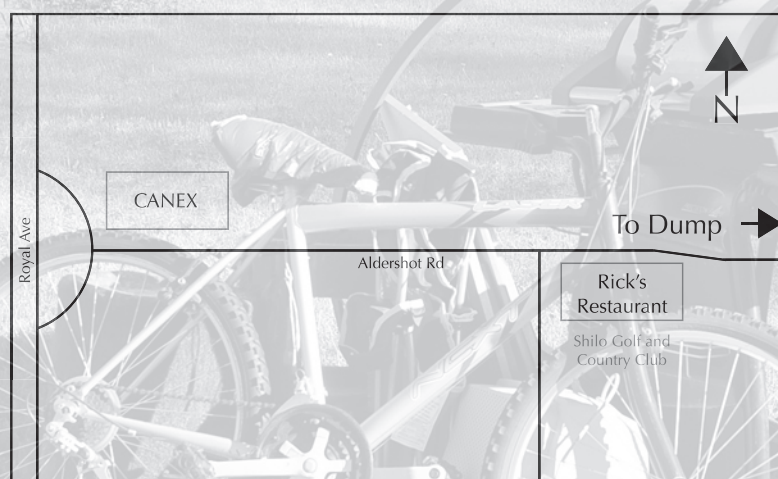 N
CANEX
To Dump
Royal Ave
Aldershot Rd
Rick's
Restaurant
Shilo Golf and
Country Club